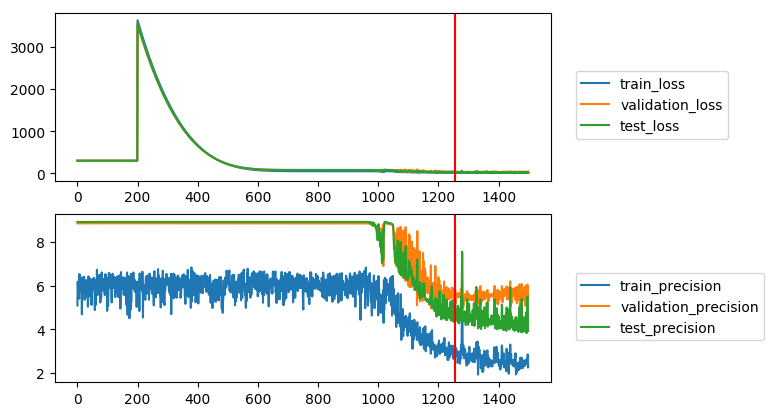 3000
2000
1000
0
0 200 400 600 800 1000 1200 1400
train_loss
validation_loss
test_loss
8
6
4
2
0 200 400 600 800 1000 1200 1400
train_precision
validation_precision
test_precision